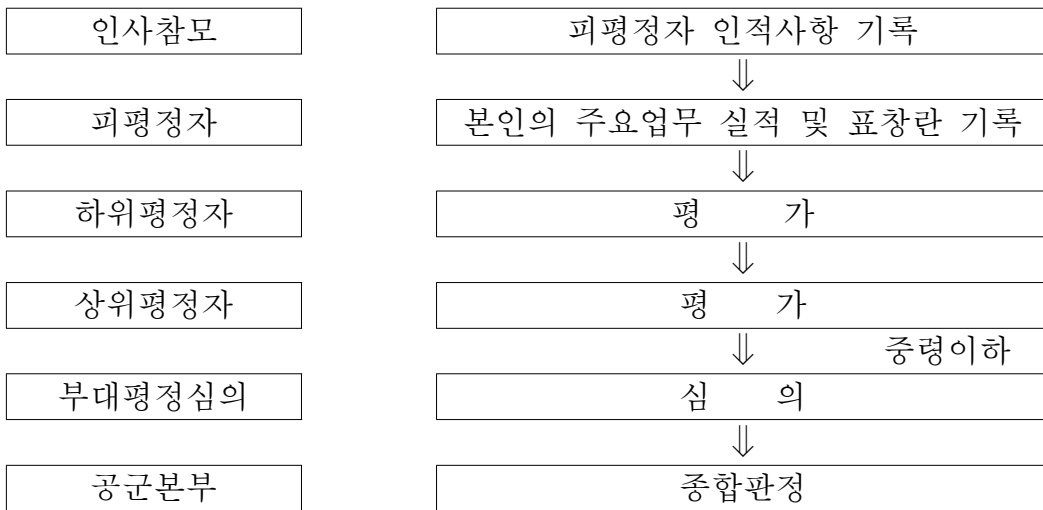 인사참모 피평정자 인적사항 기록
⇓
피평정자 본인의 주요업무 실적 및 표창란 기록
⇓
하위평정자 평 가
⇓
상위평정자 평 가
⇓ 중령이하
부대평정심의 심 의
⇓
공군본부 종합판정